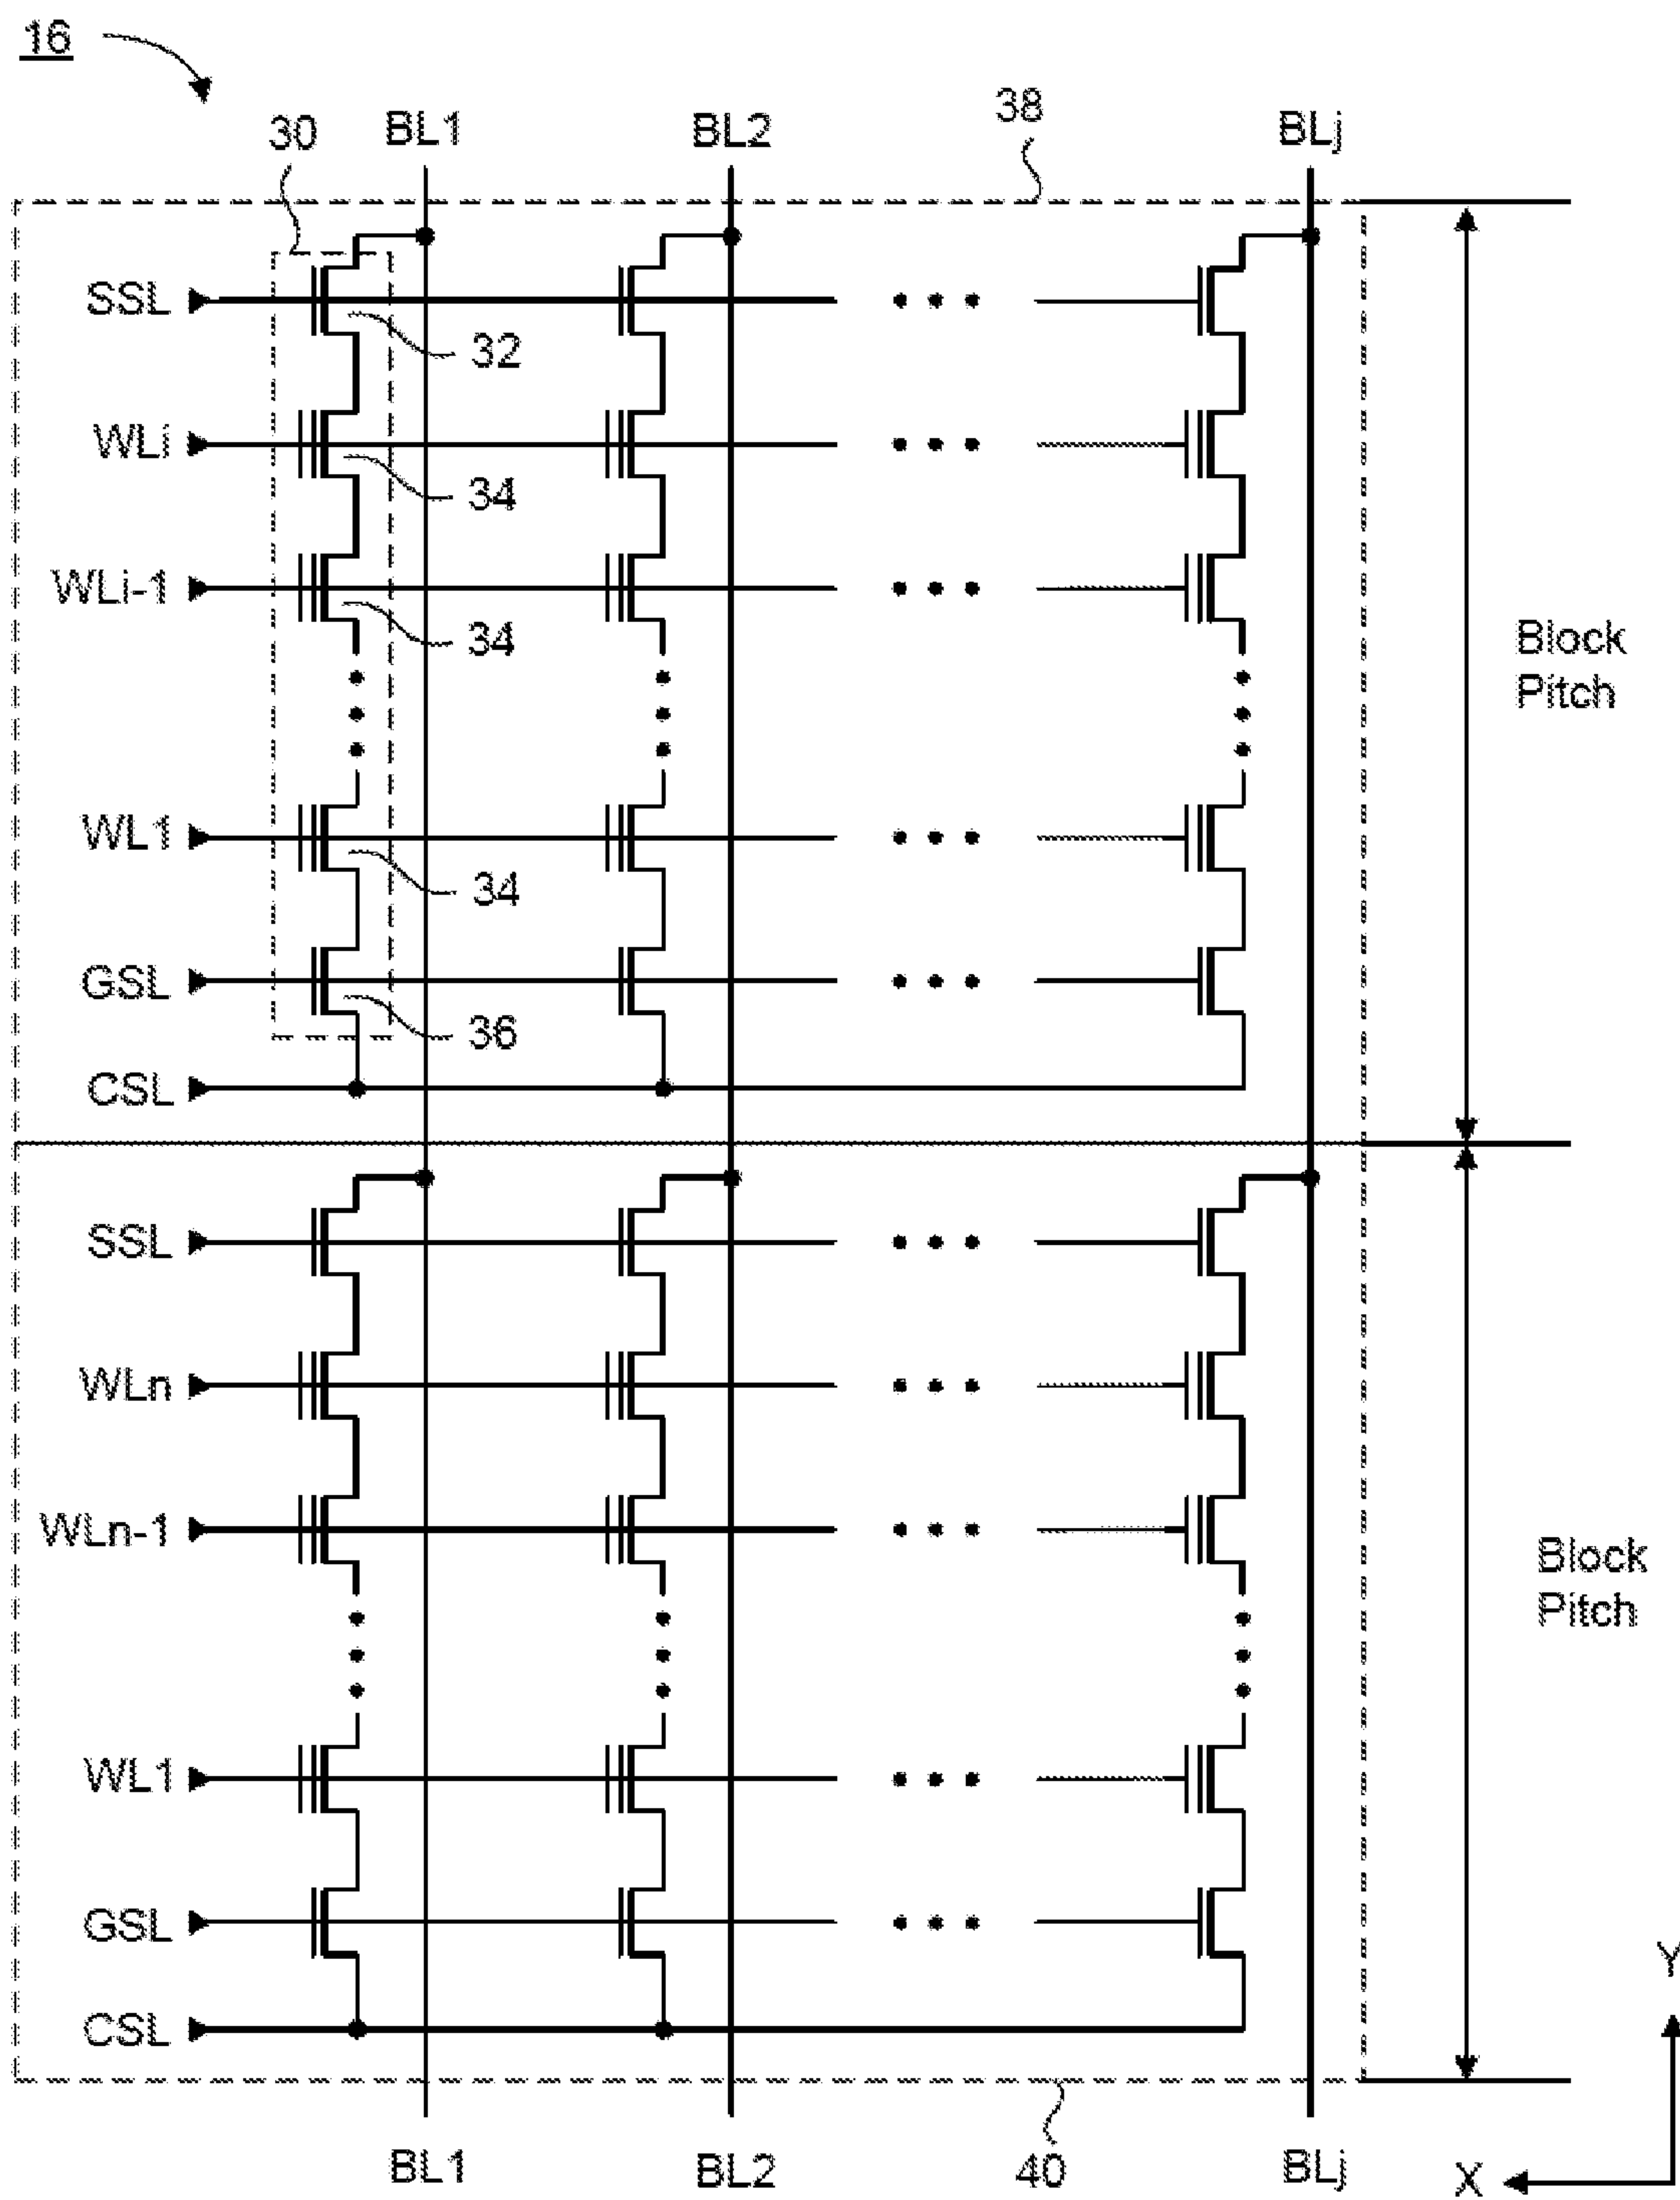 16
30
BL1
BL2
38
BLj
SSL
32
WLi
34
WLi-1
34
Block
Pitch
WL1
34
GSL
36
CSL
SSL
WLn
WLn-1
Block
Pitch
WL1
GSL
CSL
Y
BL1
BL2
40
BLj
X